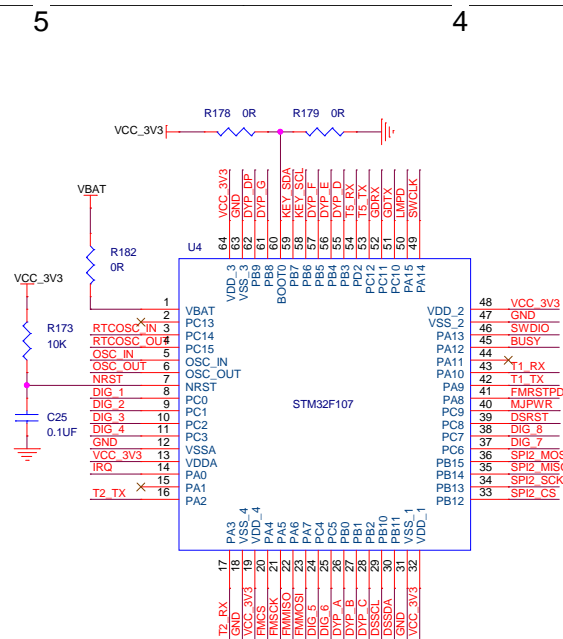 5
4
R178 0R
R179 0R
VCC_3V3
VBAT
R182
0R
VCC_3V3
R173
10K
C25
0.1UF
VCC_3V3
GND
DYP_DP
DYP_G
KEY_SDA
KEY_SCL
DYP_F
DYP_E
DYP_D
T5_RX
T5_TX
GDRX
GDTX
LMPD
SWCLK
64
63
62
61
60
59
58
57
56
55
54
53
52
51
50
49
U4
VDD_3
VSS_3
PB9
PB8
BOOT0
PB7
PB6
PB5
PB4
PB3
PD2
PC12
PC11
PC10
PA15
PA14
1 VBAT
2 PC13
RTCOSC_IN 3 PC14
RTCOSC_OUT 4 PC15
OSC_IN 5 OSC_IN
OSC_OUT 6 OSC_OUT
NRST 7 NRST
DIG_1 8 PC0
DIG_2 9 PC1
DIG_3 10 PC2
DIG_4 11 PC3
GND 12 VSSA
VCC_3V3 13 VDDA
IRQ 14 PA0
15 PA1
T2_TX 16 PA2
STM32F107
VDD_2 48 VCC_3V3
VSS_2 47 GND
PA13 46 SWDIO
PA12 45 BUSY
PA11 44
PA10 43 T1_RX
PA9 42 T1_TX
PA8 41 FMRSTPD
PC9 40 MJPWR
PC8 39 DSRST
PC7 38 DIG_8
PC6 37 DIG_7
PB15 36 SPI2_MOS
PB14 35 SPI2_MISO
PB13 34 SPI2_SCK
PB12 33 SPI2_CS
PA3
VSS_4
VDD_4
PA4
PA5
PA6
PA7
PC4
PC5
PB0
PB1
PB2
PB10
PB11
VSS_1
VDD_1
17
18
19
20
21
22
23
24
25
26
27
28
29
30
31
32
T2_RX
GND
VCC_3V3
FMCS
FMSCK
FMMISO
FMMOSI
DIG_5
DIG_6
DYP_A
DYP_B
DYP_C
DSSCL
DSSDA
GND
VCC_3V3